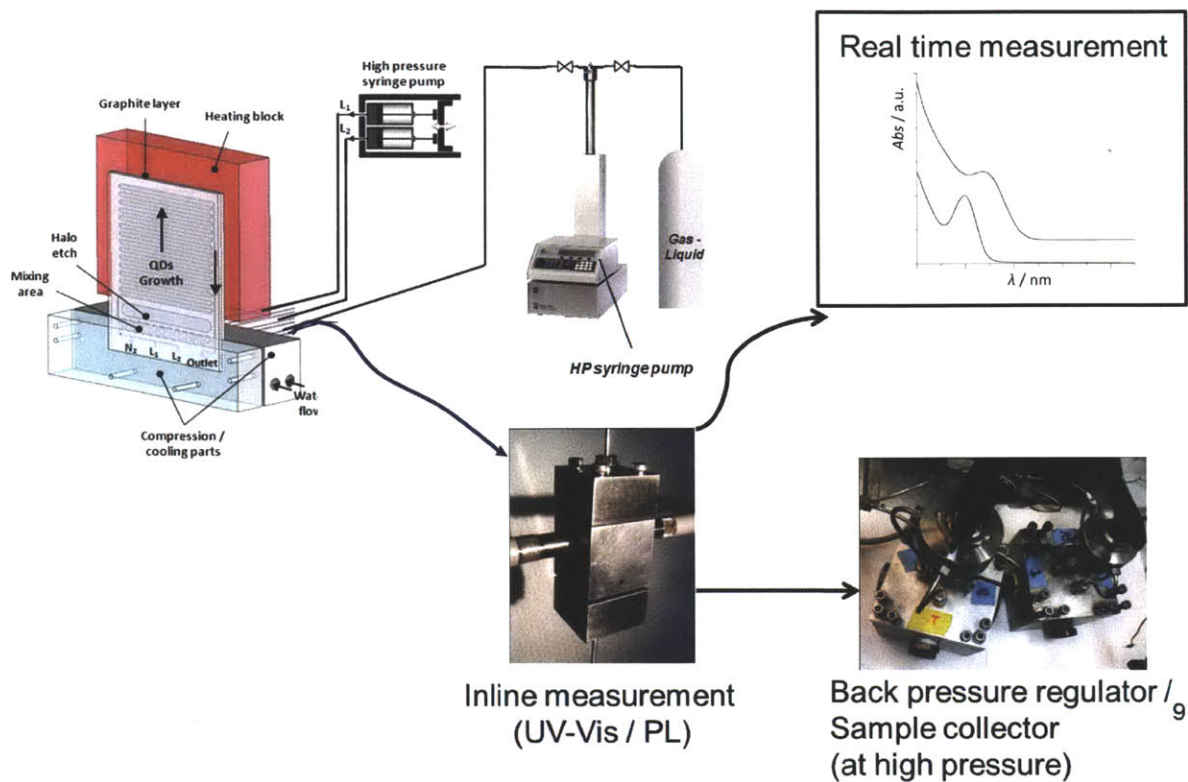 Real time measurement
Abs / a.u.
λ / nm
High pressure
syringe pump
L₁
L₂
Graphite layer
Heating block
Halo
etch
QDs
Growth
Mixing
area
N₂ L₁ L₂ Outlet
Wat
flow
Compression /
cooling parts
Gas -
Liquid
HP syringe pump
Inline measurement
(UV-Vis / PL)
Back pressure regulator /
Sample collector
(at high pressure)
9